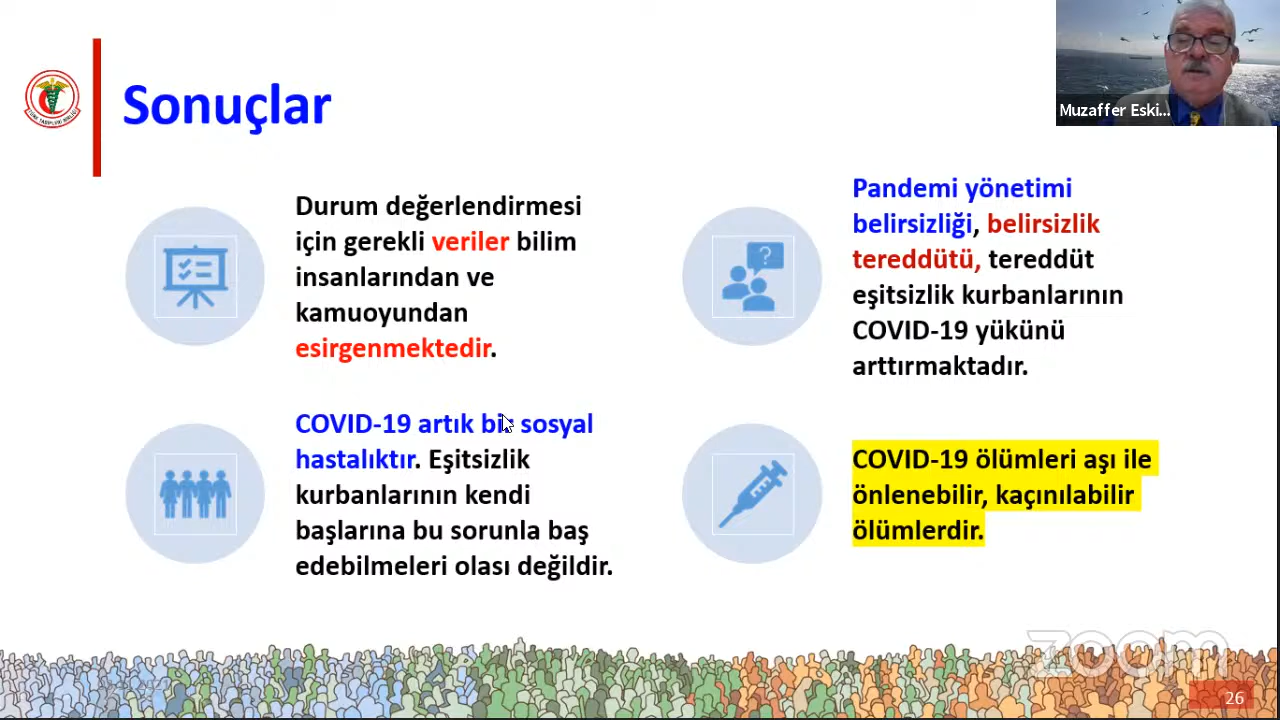 Sonuçlar
Durum değerlendirmesi
için gerekli veriler bilim
insanlarından ve
kamuoyundan
esirgenmektedir.
Pandemi yönetimi
belirsizliği, belirsizlik
tereddütü, tereddüt
eşitsizlik kurbanlarının
COVID-19 yükünü
arttırmaktadır.
COVID-19 artık bir sosyal
hastalıktır. Eşitsizlik
kurbanlarının kendi
başlarına bu sorunla baş
edebilmeleri olası değildir.
COVID-19 ölümleri aşı ile
önlenebilir, kaçınılabilir
ölümlerdir.
Muzaffer Eski...
zoom
26